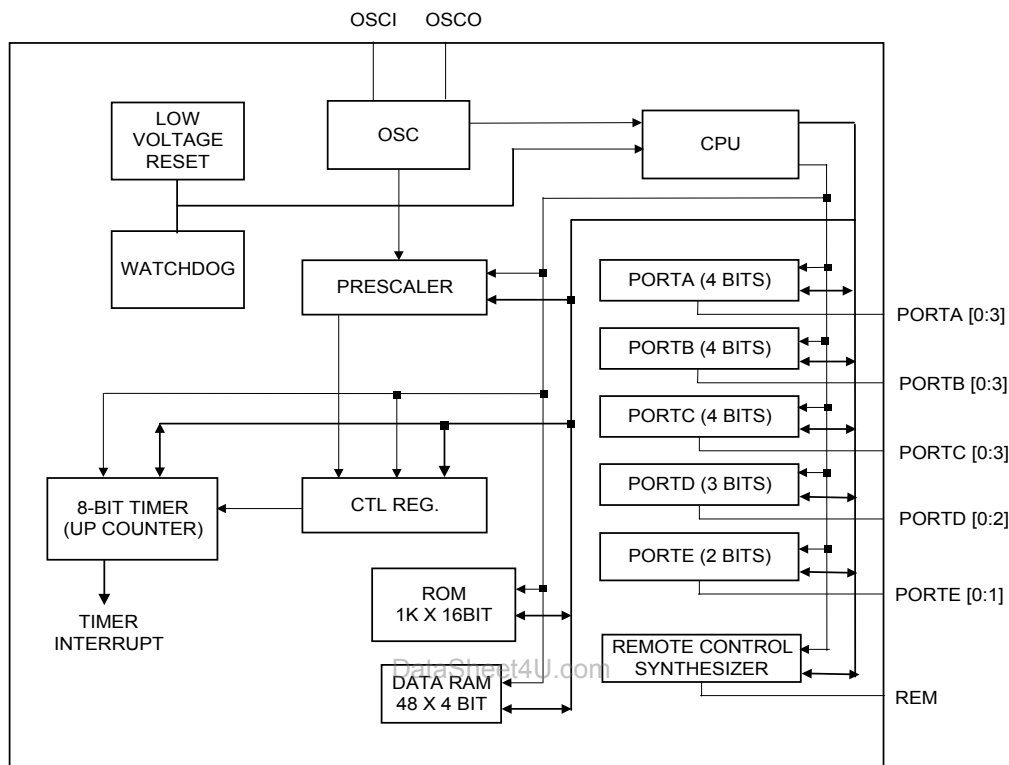 OSCI OSCO
LOW
VOLTAGE
RESET
OSC
CPU
WATCHDOG
PRESCALER
PORTA (4 BITS)
PORTA [0:3]
PORTB (4 BITS)
PORTB [0:3]
PORTC (4 BITS)
PORTC [0:3]
8-BIT TIMER
(UP COUNTER)
CTL REG.
PORTD (3 BITS)
PORTD [0:2]
PORTE (2 BITS)
PORTE [0:1]
TIMER
INTERRUPT
ROM
1K X 16BIT
REMOTE CONTROL
SYNTHESIZER
DataSheet4U.com
DATA RAM
48 X 4 BIT
REM